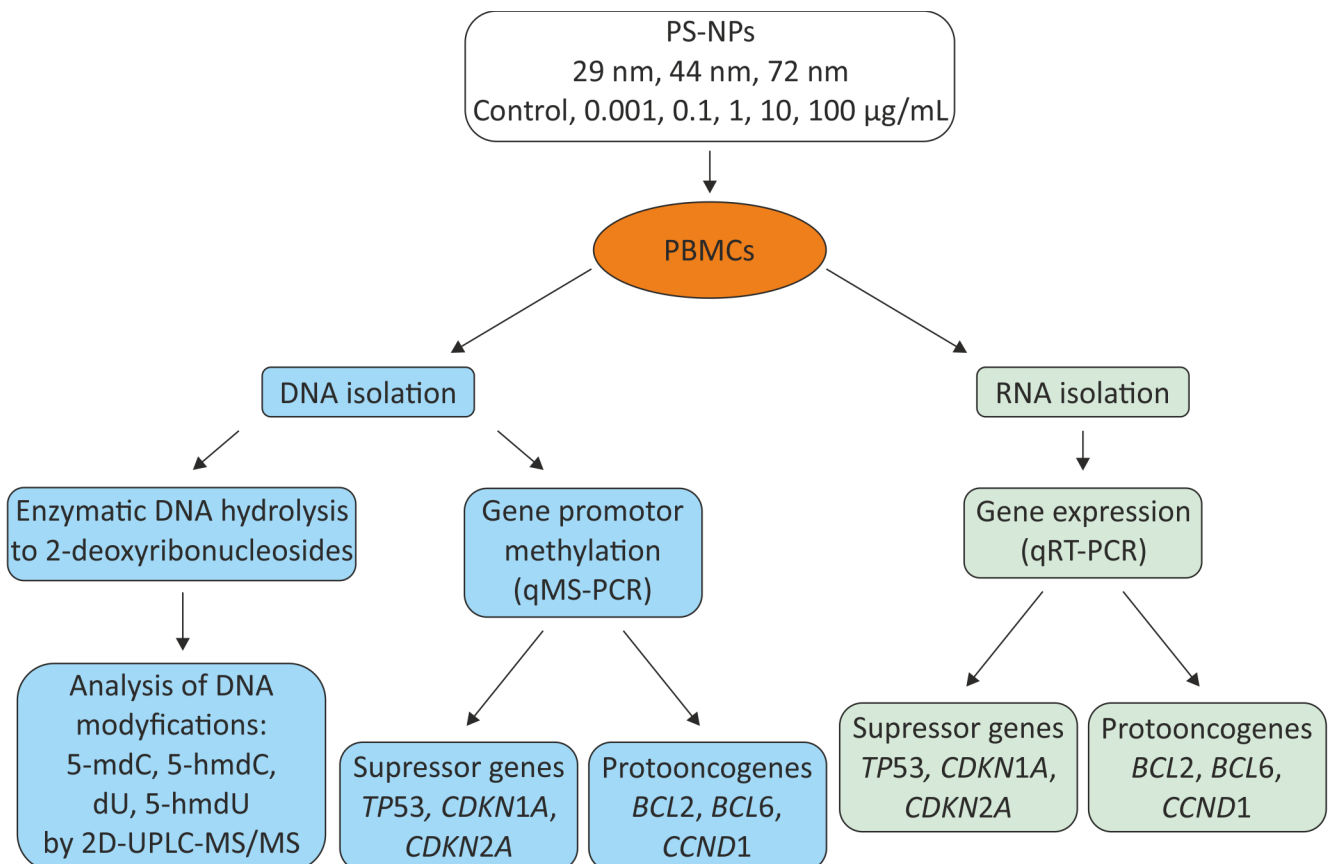 PS-NPs
29 nm, 44 nm, 72 nm
Control, 0.001, 0.1, 1, 10, 100 µg/mL
PBMCs
DNA isolation
RNA isolation
Enzymatic DNA hydrolysis
to 2-deoxyribonucleosides
Gene promotor
methylation
(qMS-PCR)
Gene expression
(qRT-PCR)
Analysis of DNA
modyfications:
5-mdC, 5-hmdC,
dU, 5-hmdU
by 2D-UPLC-MS/MS
Supressor genes
TP53, CDKN1A,
CDKN2A
Protooncogenes
BCL2, BCL6,
CCND1
Supressor genes
TP53, CDKN1A,
CDKN2A
Protooncogenes
BCL2, BCL6,
CCND1